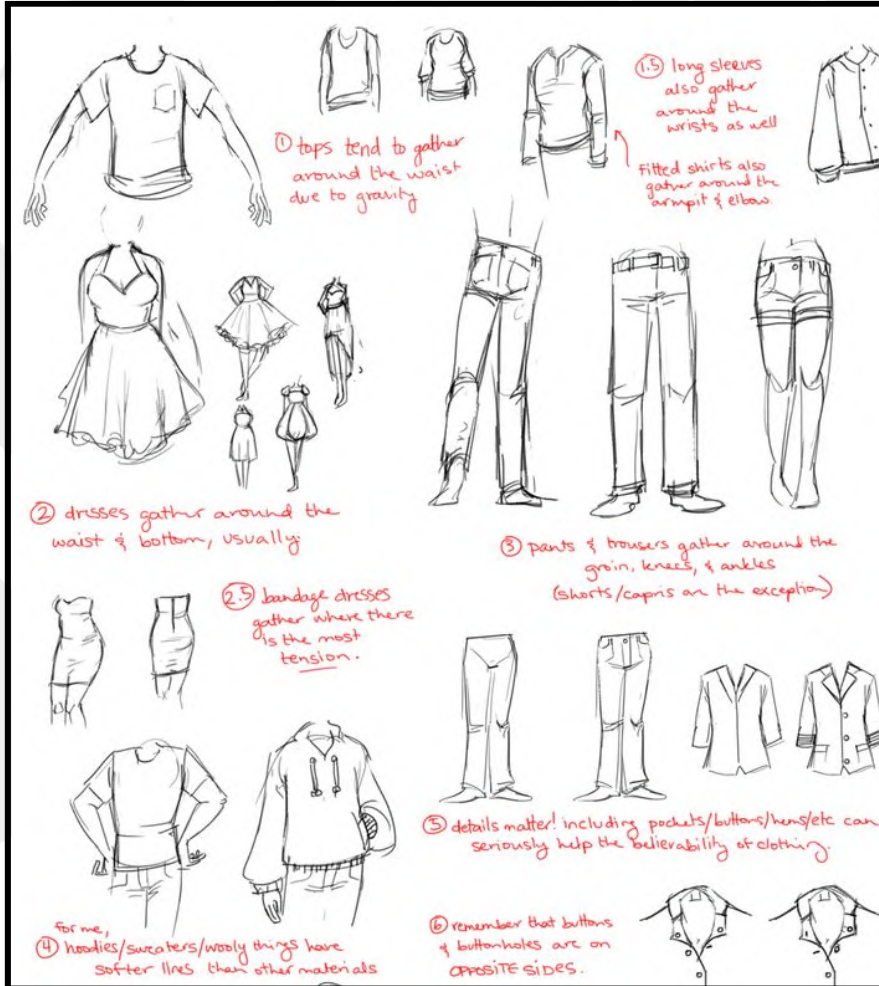 ① tops tend to gather
around the waist
due to gravity
1.5 long sleeves
also gather
around the
wrists as well
fitted shirts also
gather around the
armpit & elbow.
② dresses gather around the
waist & bottom, usually.
2.5 bandage dresses
gather where there
is the most
tension.
③ pants & trousers gather around the
groin, knees, & ankles
(shorts/capris are the exception)
for me,
④ hoodies/sweaters/wooly things have
softer lines than other materials
⑤ details matter! including pockets/buttons/hems/etc can
seriously help the believability of clothing.
⑥ remember that buttons
& buttonholes are on
OPPOSITE SIDES.